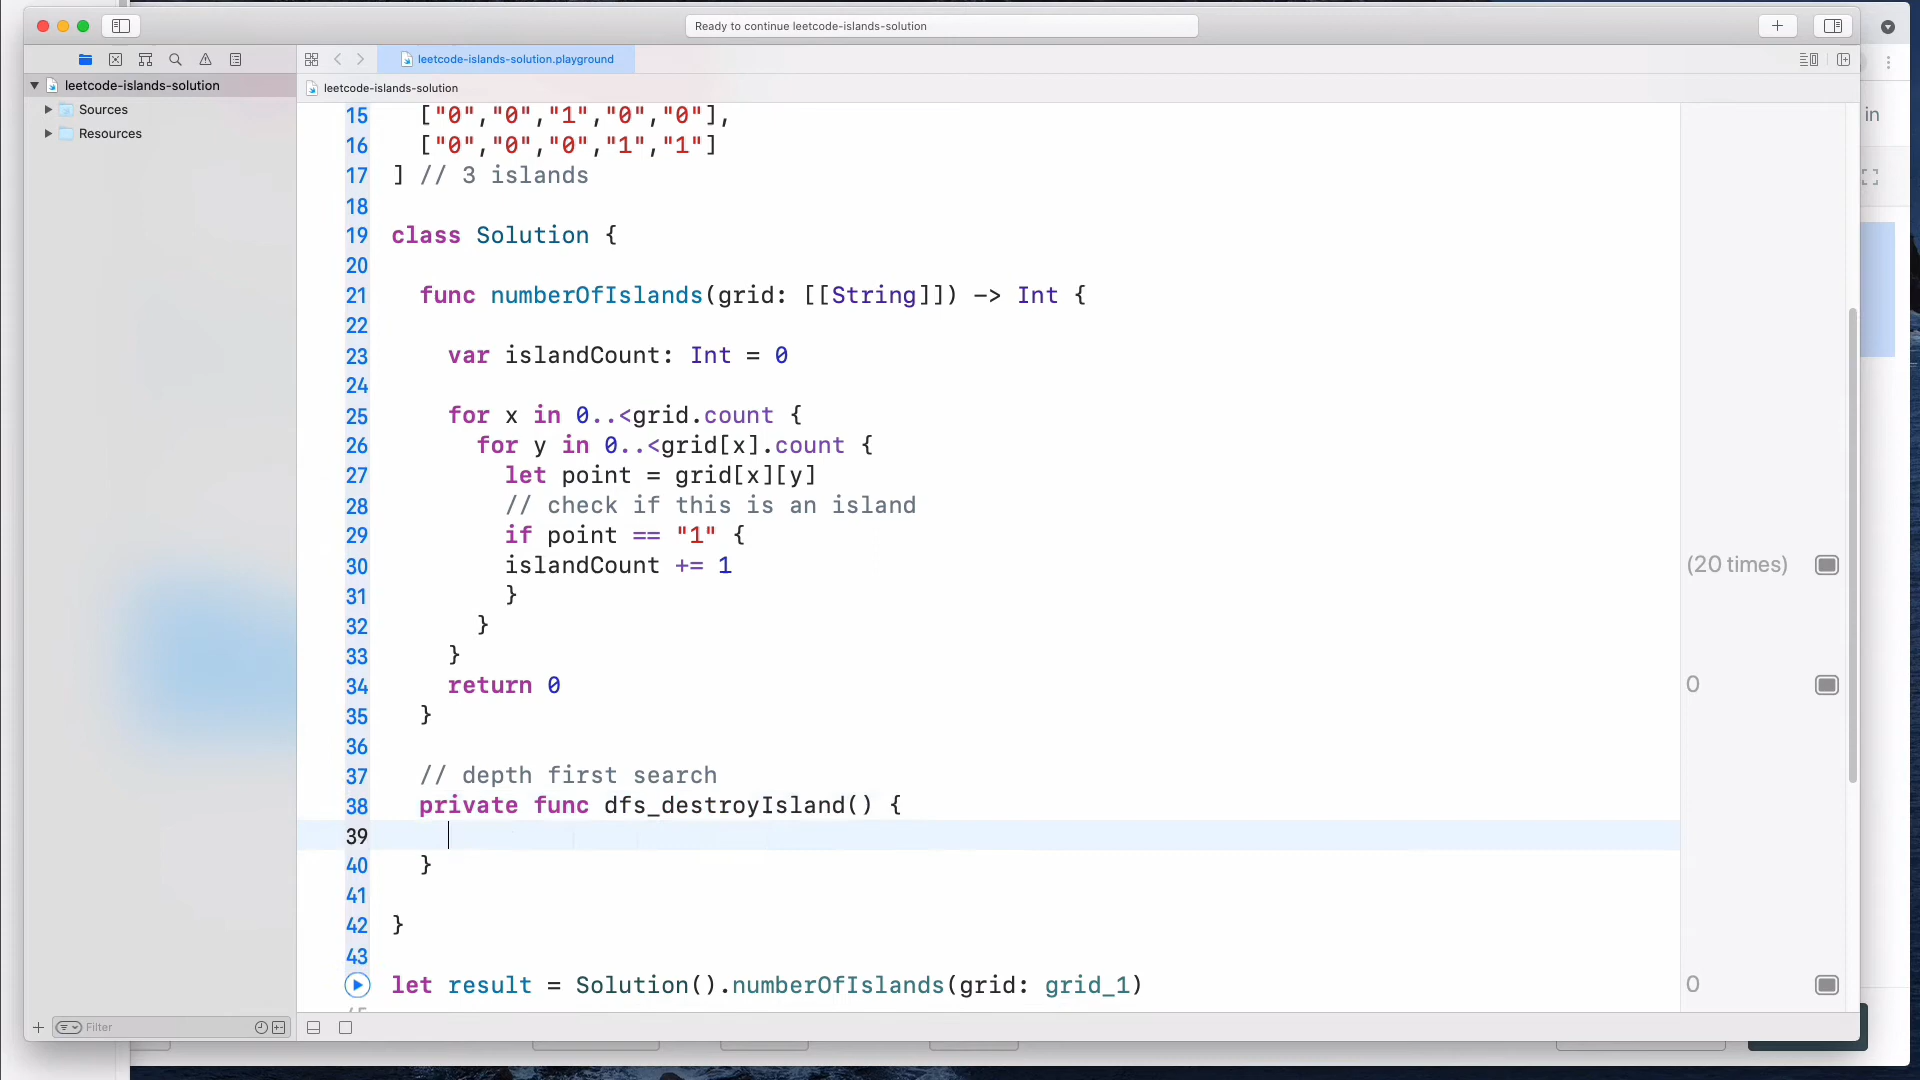 Ready to continue leetcode-islands-solution
leetcode-islands-solution
Sources
Resources
leetcode-islands-solution.playground
leetcode-islands-solution
in
15 ["0","0","1","0","0"],
16 ["0","0","0","1","1"]
17 ] // 3 islands
18
19 class Solution {
20
21 func numberOfIslands(grid: [[String]]) -> Int {
22
23 var islandCount: Int = 0
24
25 for x in 0..<grid.count {
26 for y in 0..<grid[x].count {
27 let point = grid[x][y]
28 // check if this is an island
29 if point == "1" {
30 islandCount += 1 (20 times)
31 }
32 }
33 }
34 return 0 0
35 }
36
37 // depth first search
38 private func dfs_destroyIsland() {
39
40 }
41
42 }
43
let result = Solution().numberOfIslands(grid: grid_1) 0
Filter